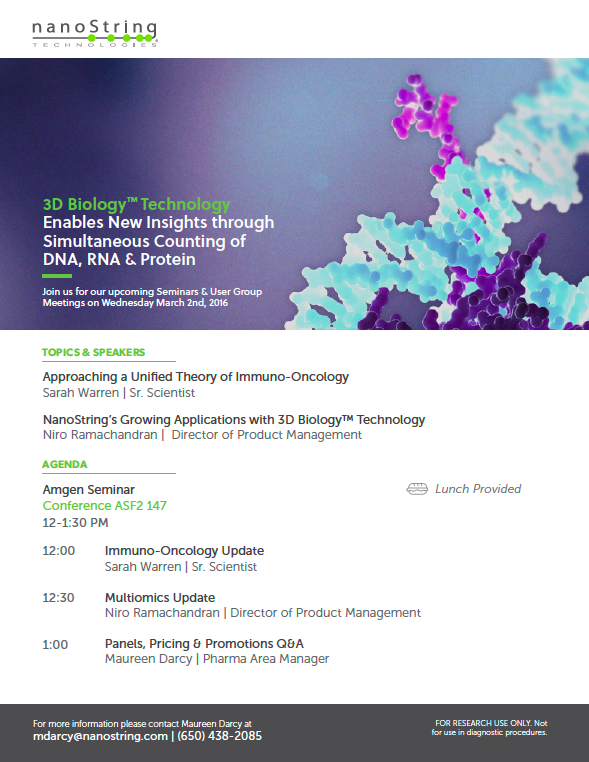 nanoString
TECHNOLOGIES®
3D Biology™ Technology
Enables New Insights through
Simultaneous Counting of
DNA, RNA & Protein
Join us for our upcoming Seminars & User Group
Meetings on Wednesday March 2nd, 2016
TOPICS & SPEAKERS
Approaching a Unified Theory of Immuno-Oncology
Sarah Warren | Sr. Scientist
NanoString's Growing Applications with 3D Biology™ Technology
Niro Ramachandran | Director of Product Management
AGENDA
Amgen Seminar
Lunch Provided
Conference ASF2 147
12-1:30 PM
12:00 Immuno-Oncology Update
Sarah Warren | Sr. Scientist
12:30 Multiomics Update
Niro Ramachandran | Director of Product Management
1:00 Panels, Pricing & Promotions Q&A
Maureen Darcy | Pharma Area Manager
For more information please contact Maureen Darcy at
mdarcy@nanostring.com | (650) 438-2085
FOR RESEARCH USE ONLY. Not
for use in diagnostic procedures.